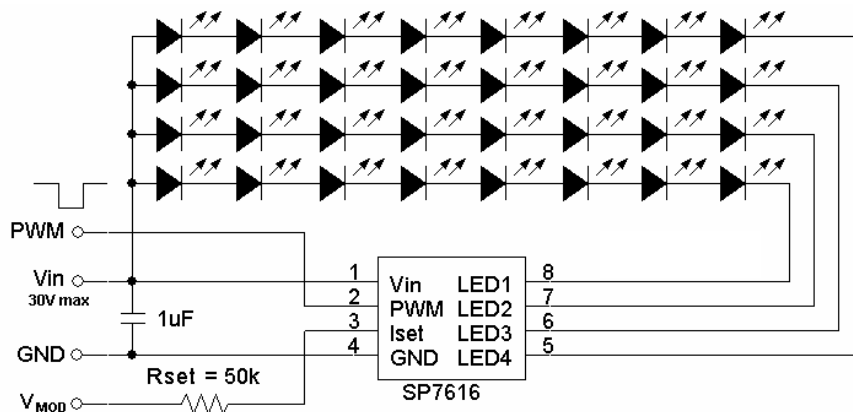 PWM
Vin
30V max
1uF
GND
Rset = 50k
VMOD
1
2
3
4
Vin
PWM
Iset
GND
LED1
LED2
LED3
LED4
8
7
6
5
SP7616